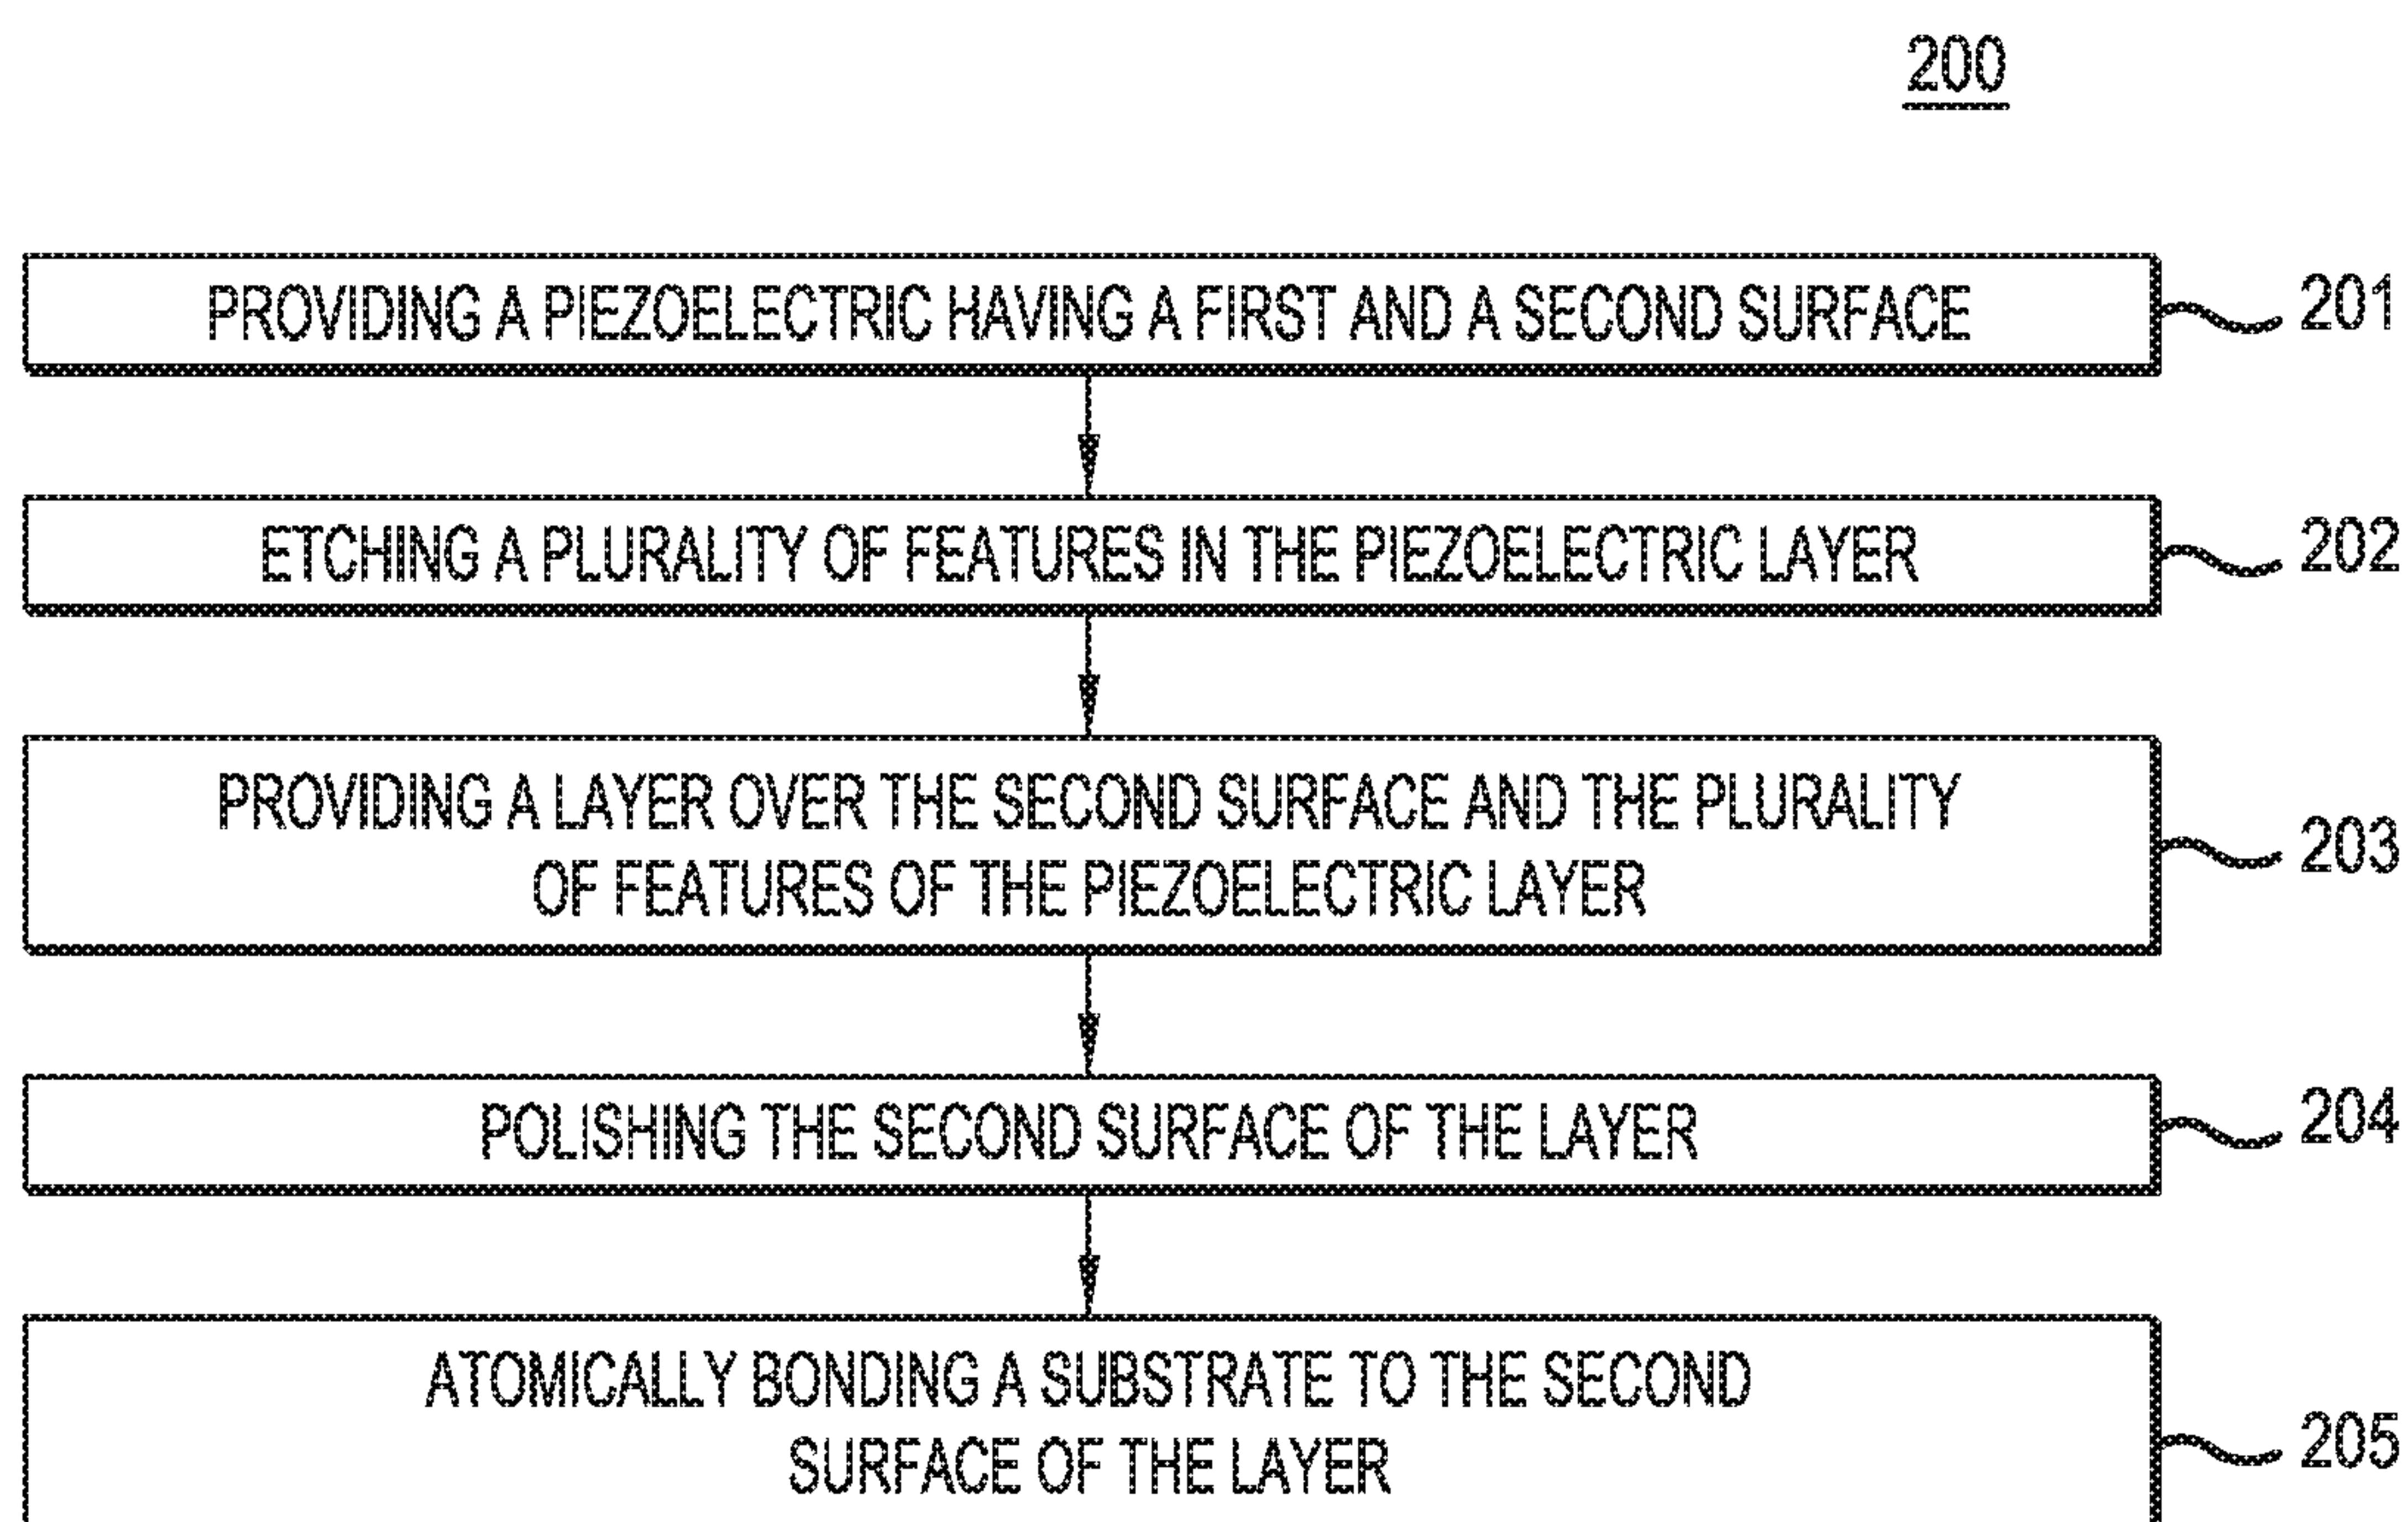 200
PROVIDING A PIEZOELECTRIC HAVING A FIRST AND A SECOND SURFACE
201
ETCHING A PLURALITY OF FEATURES IN THE PIEZOELECTRIC LAYER
202
PROVIDING A LAYER OVER THE SECOND SURFACE AND THE PLURALITY
OF FEATURES OF THE PIEZOELECTRIC LAYER
203
POLISHING THE SECOND SURFACE OF THE LAYER
204
ATOMICALLY BONDING A SUBSTRATE TO THE SECOND
SURFACE OF THE LAYER
205